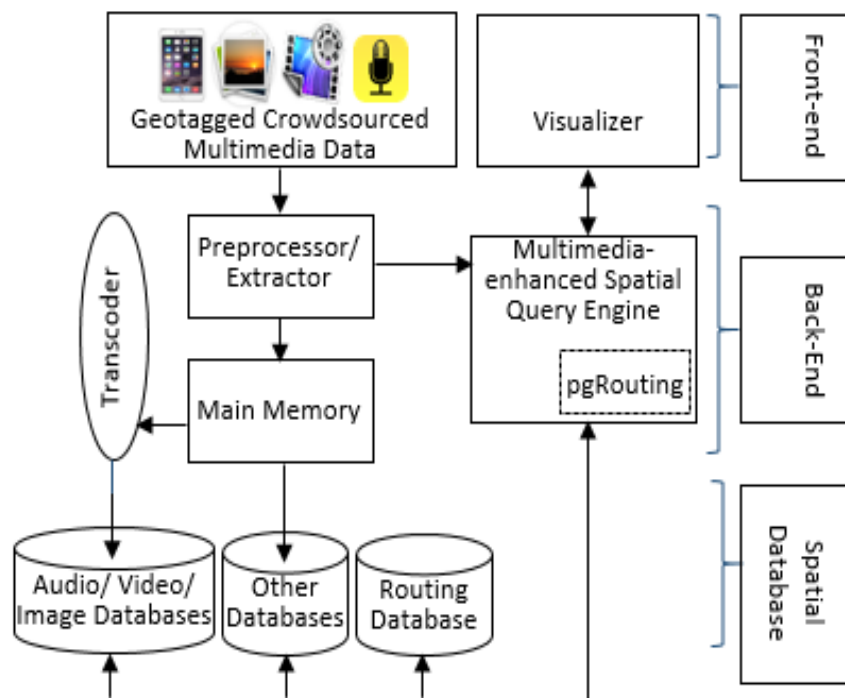 Geotagged Crowdsourced
Multimedia Data
Visualizer
Front-end
Preprocessor/
Extractor
Multimedia-
enhanced Spatial
Query Engine
pgRouting
Back-End
Transcoder
Main Memory
Audio/ Video/
Image Databases
Other
Databases
Routing
Database
Spatial
Database